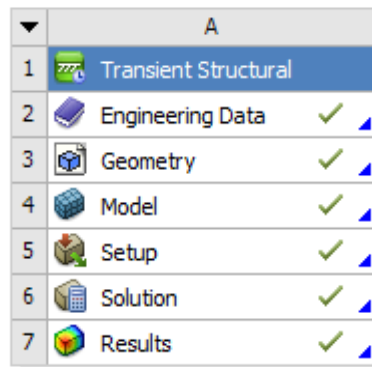 A
1 Transient Structural
2 Engineering Data
3 Geometry
4 Model
5 Setup
6 Solution
7 Results